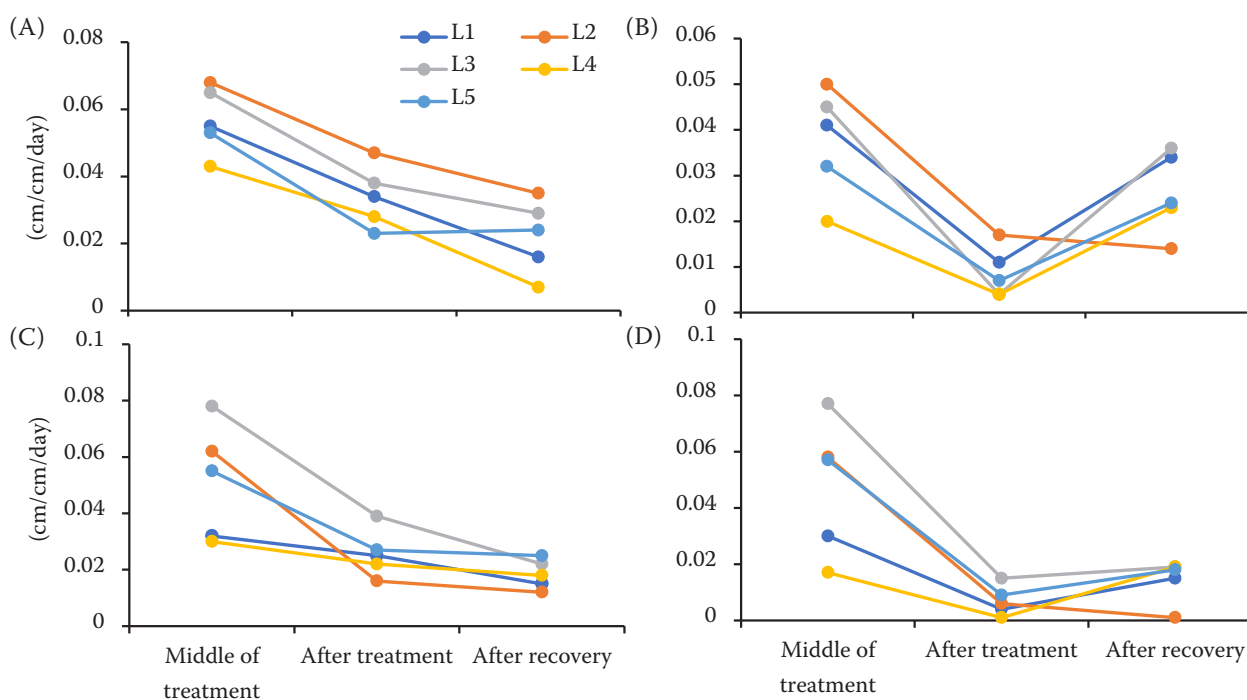 (A)
0.08
0.06
0.04
0.02
0
(cm/cm/day)
L1 L2
L3 L4
L5
(B)
0.06
0.05
0.04
0.03
0.02
0.01
0
(C)
0.1
0.08
0.06
0.04
0.02
0
(cm/cm/day)
Middle of
treatment
After treatment
After recovery
(D)
0.1
0.08
0.06
0.04
0.02
0
Middle of
treatment
After treatment
After recovery